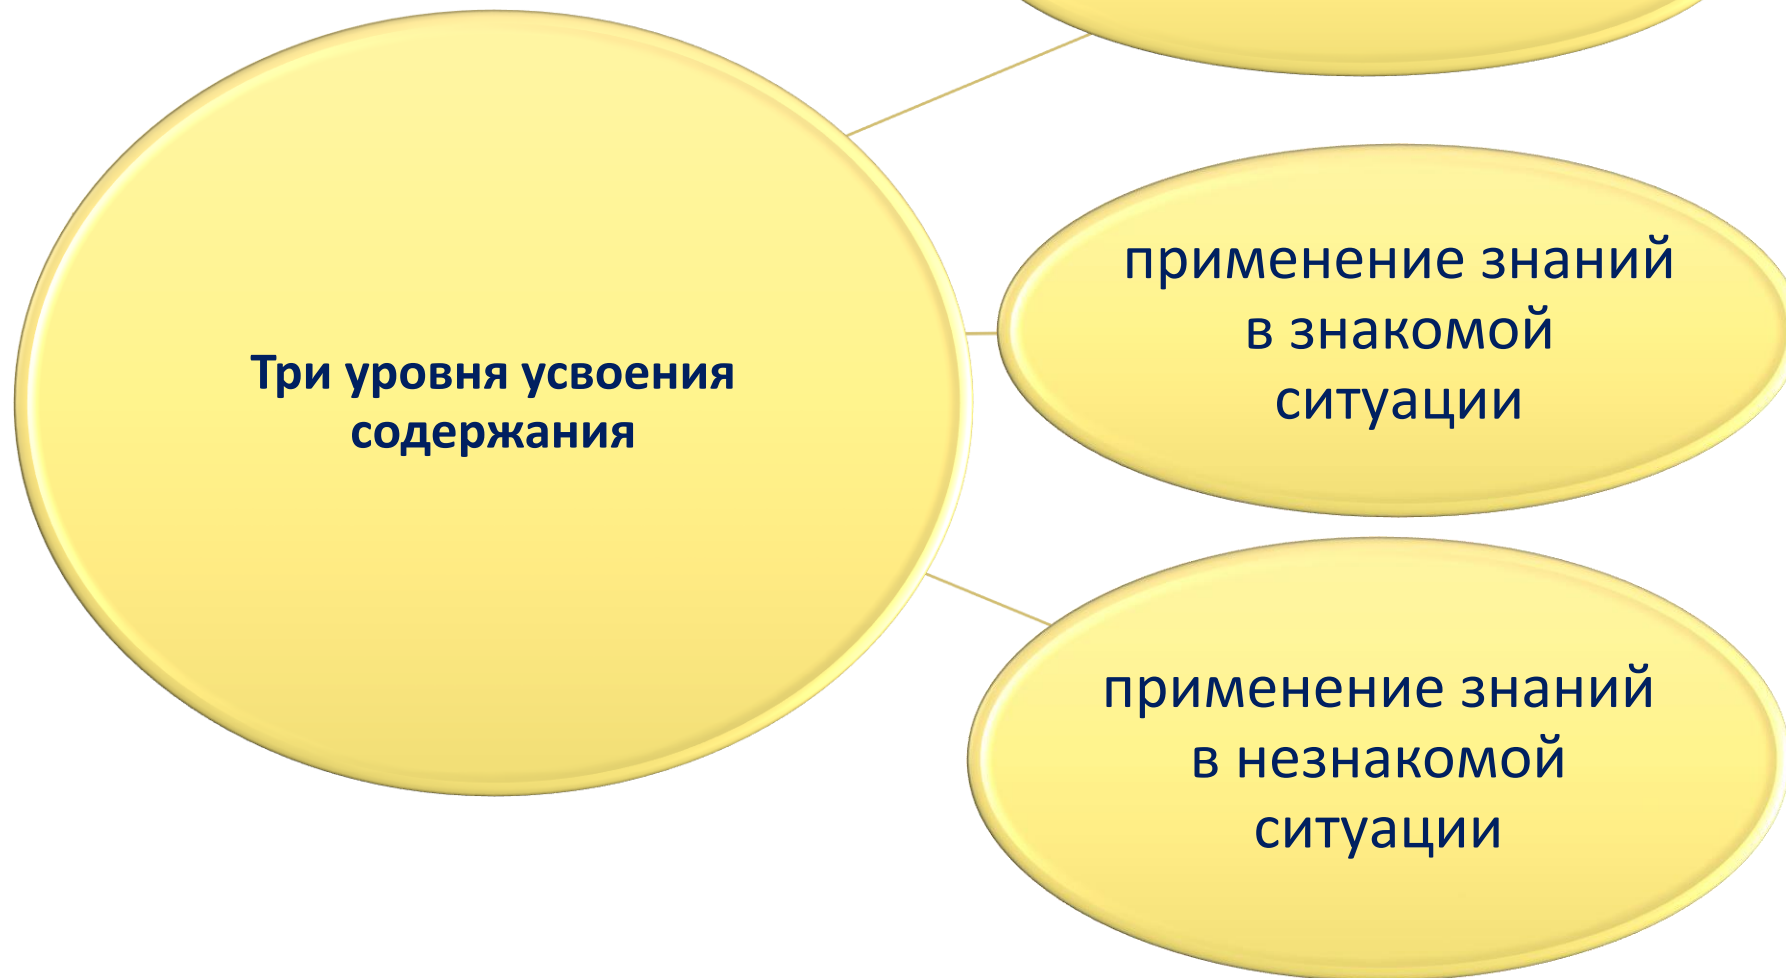 Три уровня усвоения
содержания
применение знаний
в знакомой
ситуации
применение знаний
в незнакомой
ситуации